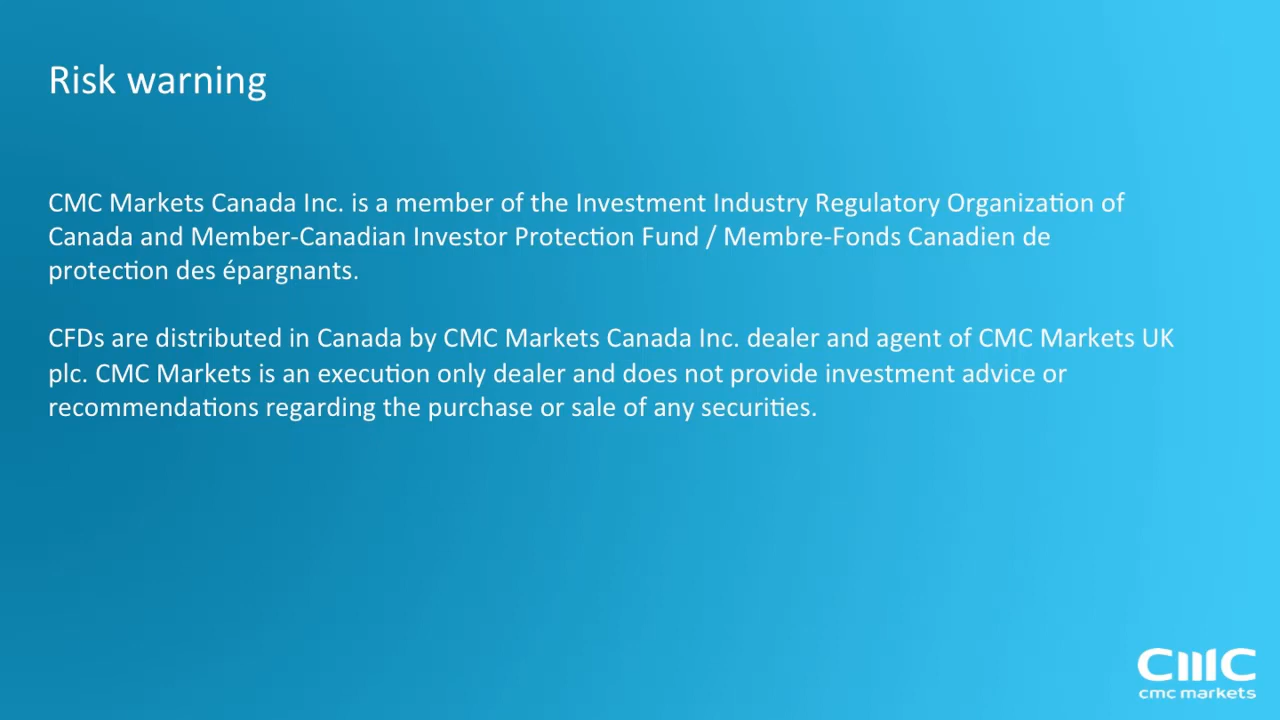 Risk warning
CMC Markets Canada Inc. is a member of the Investment Industry Regulatory Organization of
Canada and Member-Canadian Investor Protection Fund / Membre-Fonds Canadien de
protection des épargnants.
CFDs are distributed in Canada by CMC Markets Canada Inc. dealer and agent of CMC Markets UK
plc. CMC Markets is an execution only dealer and does not provide investment advice or
recommendations regarding the purchase or sale of any securities.
CMC
cmc markets